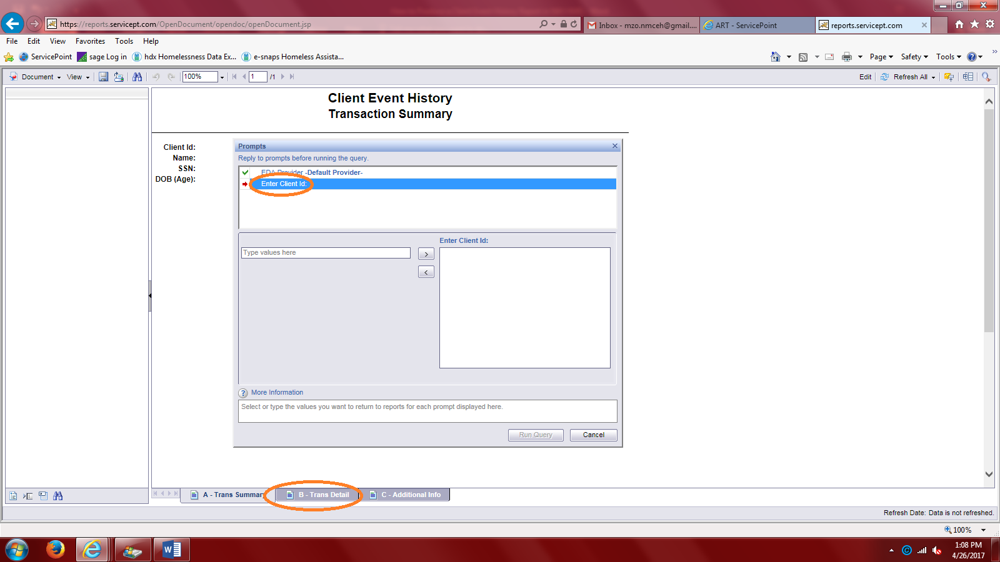 https://reports.servicept.com/OpenDocument/opendoc/openDocument.jsp
Inbox - mzo.nmceh@gmail....
ART - ServicePoint
reports.servicept.com
File Edit View Favorites Tools Help
ServicePoint sage Log in hdx Homelessness Data Ex... e-snaps Homeless Assista...
Page Safety Tools
Document View 100% 1 /1 Edit Refresh All
Client Event History
Transaction Summary
Client Id:
Name:
SSN:
DOB (Age):
Prompts
Reply to prompts before running the query.
EDA Provider -Default Provider-
Enter Client Id:
Enter Client Id:
Type values here
>
<
? More Information
Select or type the values you want to return to reports for each prompt displayed here.
Run Query Cancel
A - Trans Summary B - Trans Detail C - Additional Info
Refresh Date: Data is not refreshed.
100%
1:08 PM
4/26/2017